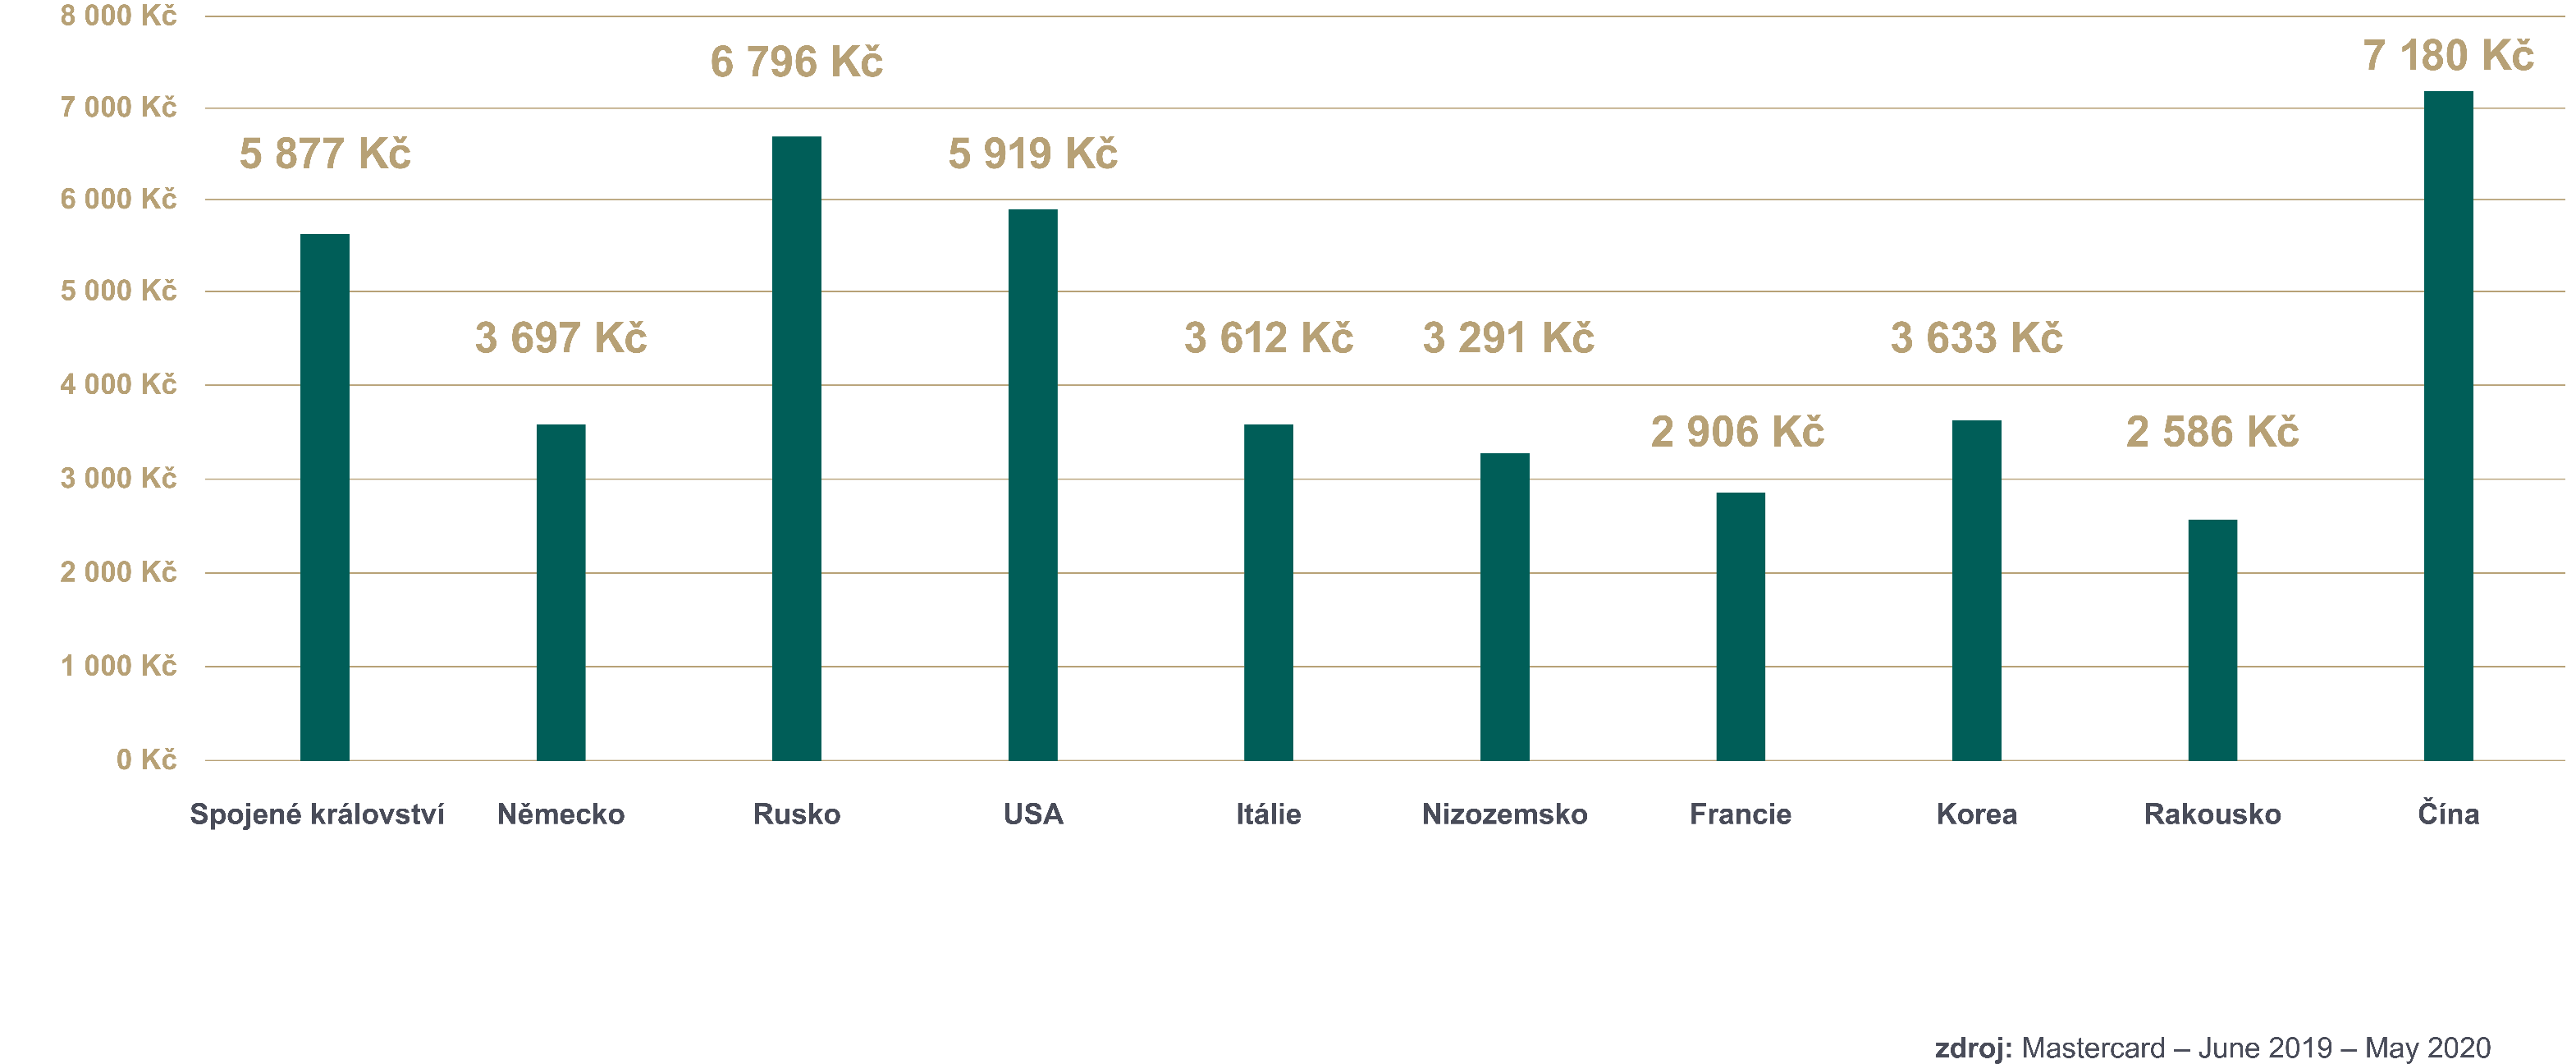 8 000 Kč
7 000 Kč
6 000 Kč
5 000 Kč
4 000 Kč
3 000 Kč
2 000 Kč
1 000 Kč
0 Kč
5 877 Kč
3 697 Kč
6 796 Kč
5 919 Kč
3 612 Kč
3 291 Kč
2 906 Kč
3 633 Kč
2 586 Kč
7 180 Kč
Spojené království
Německo
Rusko
USA
Itálie
Nizozemsko
Francie
Korea
Rakousko
Čína
zdroj: Mastercard – June 2019 – May 2020